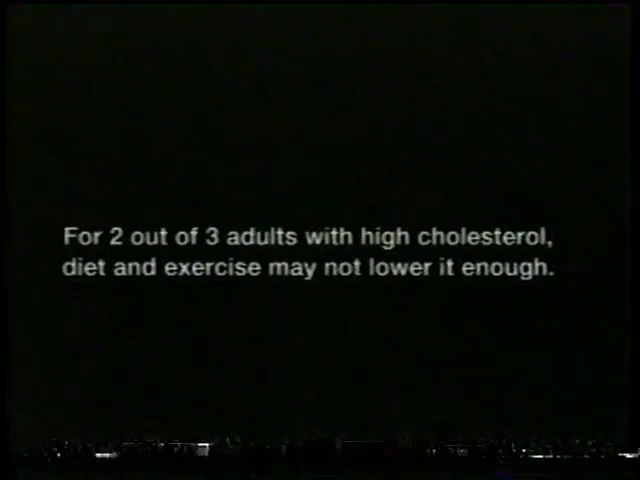 For 2 out of 3 adults with high cholesterol,
diet and exercise may not lower it enough.